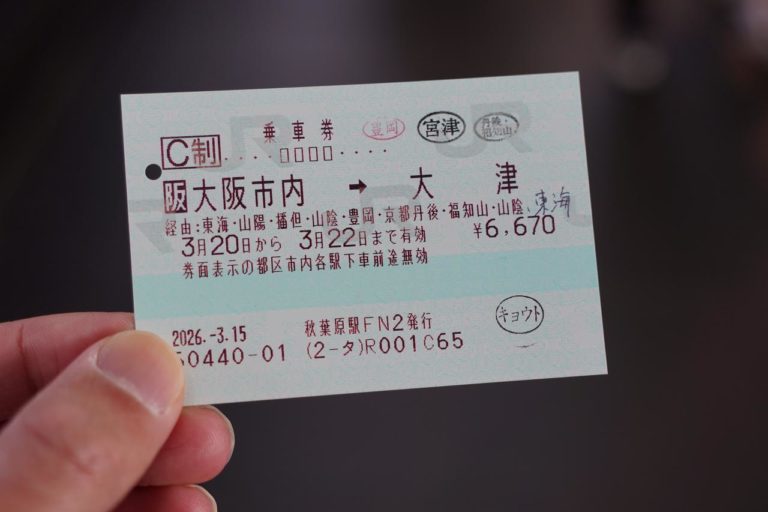 乗車券 豊岡 宮津 丹後・福知山
C制 ....□□□□....
阪 大阪市内 → 大津
経由:東海・山陽・播但・山陰・豊岡・京都丹後・福知山・山陰、東海
3月20日から 3月22日まで有効 ¥6,670
券面表示の都区市内各駅下車前途無効
キョウト
2026.-3.15 秋葉原駅FN2発行
50440-01 (2-タ)R001C65